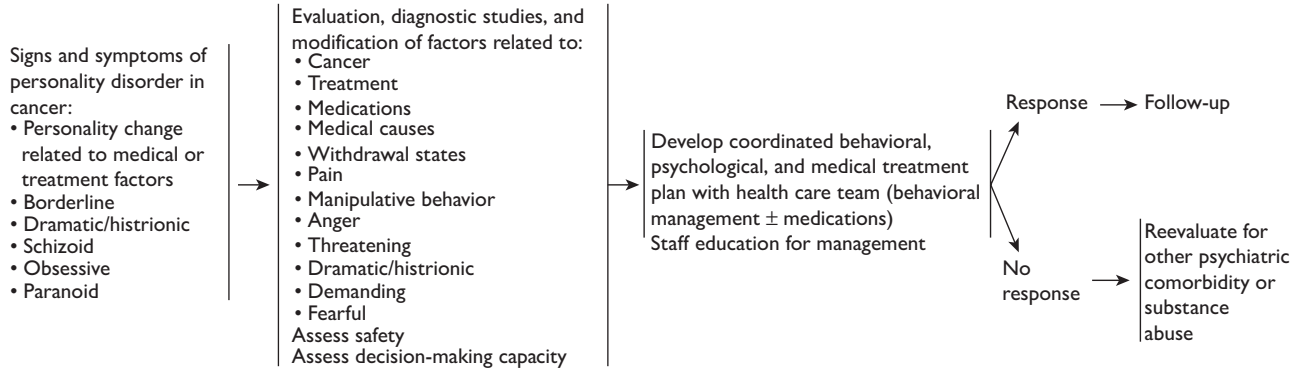 Signs and symptoms of
personality disorder in
cancer:
• Personality change
related to medical or
treatment factors
• Borderline
• Dramatic/histrionic
• Schizoid
• Obsessive
• Paranoid
Evaluation, diagnostic studies, and
modification of factors related to:
• Cancer
• Treatment
• Medications
• Medical causes
• Withdrawal states
• Pain
• Manipulative behavior
• Anger
• Threatening
• Dramatic/histrionic
• Demanding
• Fearful
Assess safety
Assess decision-making capacity
Develop coordinated behavioral,
psychological, and medical treatment
plan with health care team (behavioral
management ± medications)
Staff education for management
Response
Follow-up
No
response
Reevaluate for
other psychiatric
comorbidity or
substance
abuse